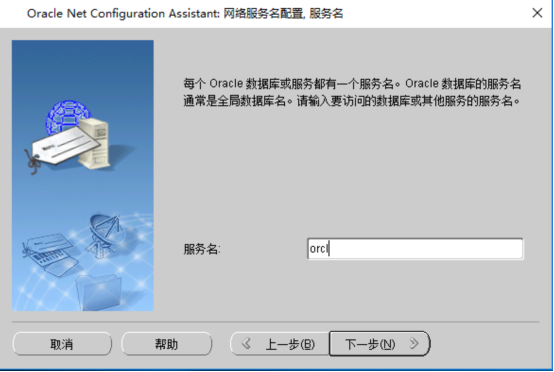 Oracle Net Configuration Assistant: 网络服务名配置, 服务名
每个 Oracle 数据库或服务都有一个服务名。Oracle 数据库的服务名
通常是全局数据库名。请输入要访问的数据库或其他服务的服务名。
服务名:
orcl
取消
帮助
上一步(B)
下一步(N)